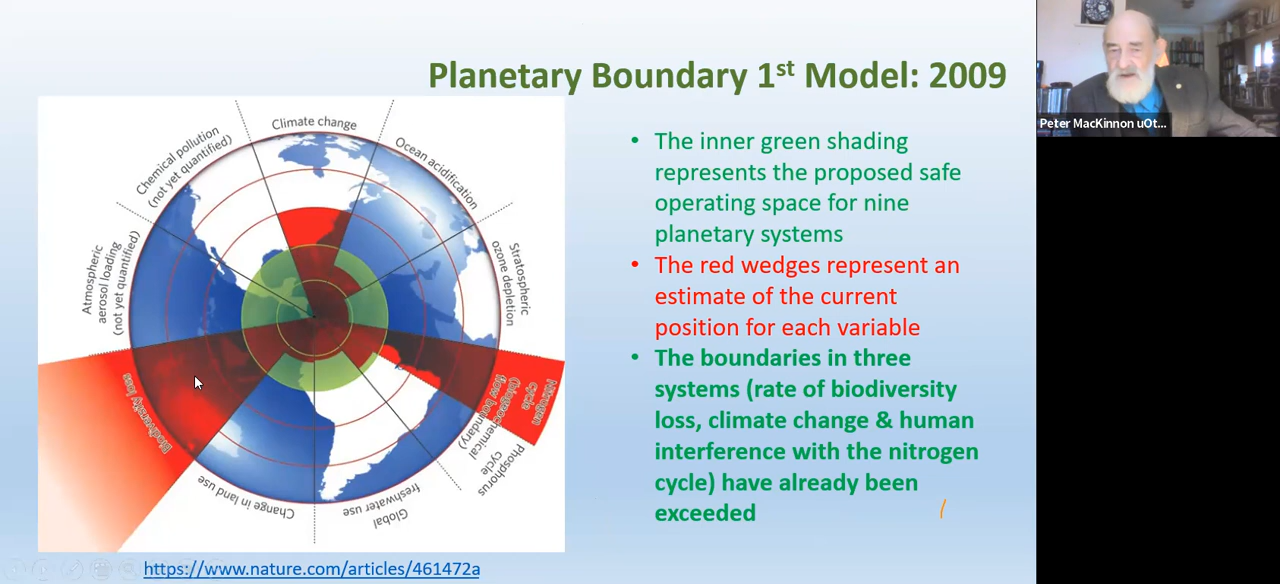 Planetary Boundary 1st Model: 2009
Peter MacKinnon uOt...
Climate change
Ocean acidification
Stratospheric
ozone depletion
Nitrogen
cycle
(biogeochemical
flow boundary)
Phosphorus
cycle
Global
freshwater use
Change in land use
Biodiversity loss
Atmospheric
aerosol loading
(not yet quantified)
Chemical pollution
(not yet quantified)
• The inner green shading
represents the proposed safe
operating space for nine
planetary systems
• The red wedges represent an
estimate of the current
position for each variable
• The boundaries in three
systems (rate of biodiversity
loss, climate change & human
interference with the nitrogen
cycle) have already been
exceeded
https://www.nature.com/articles/461472a